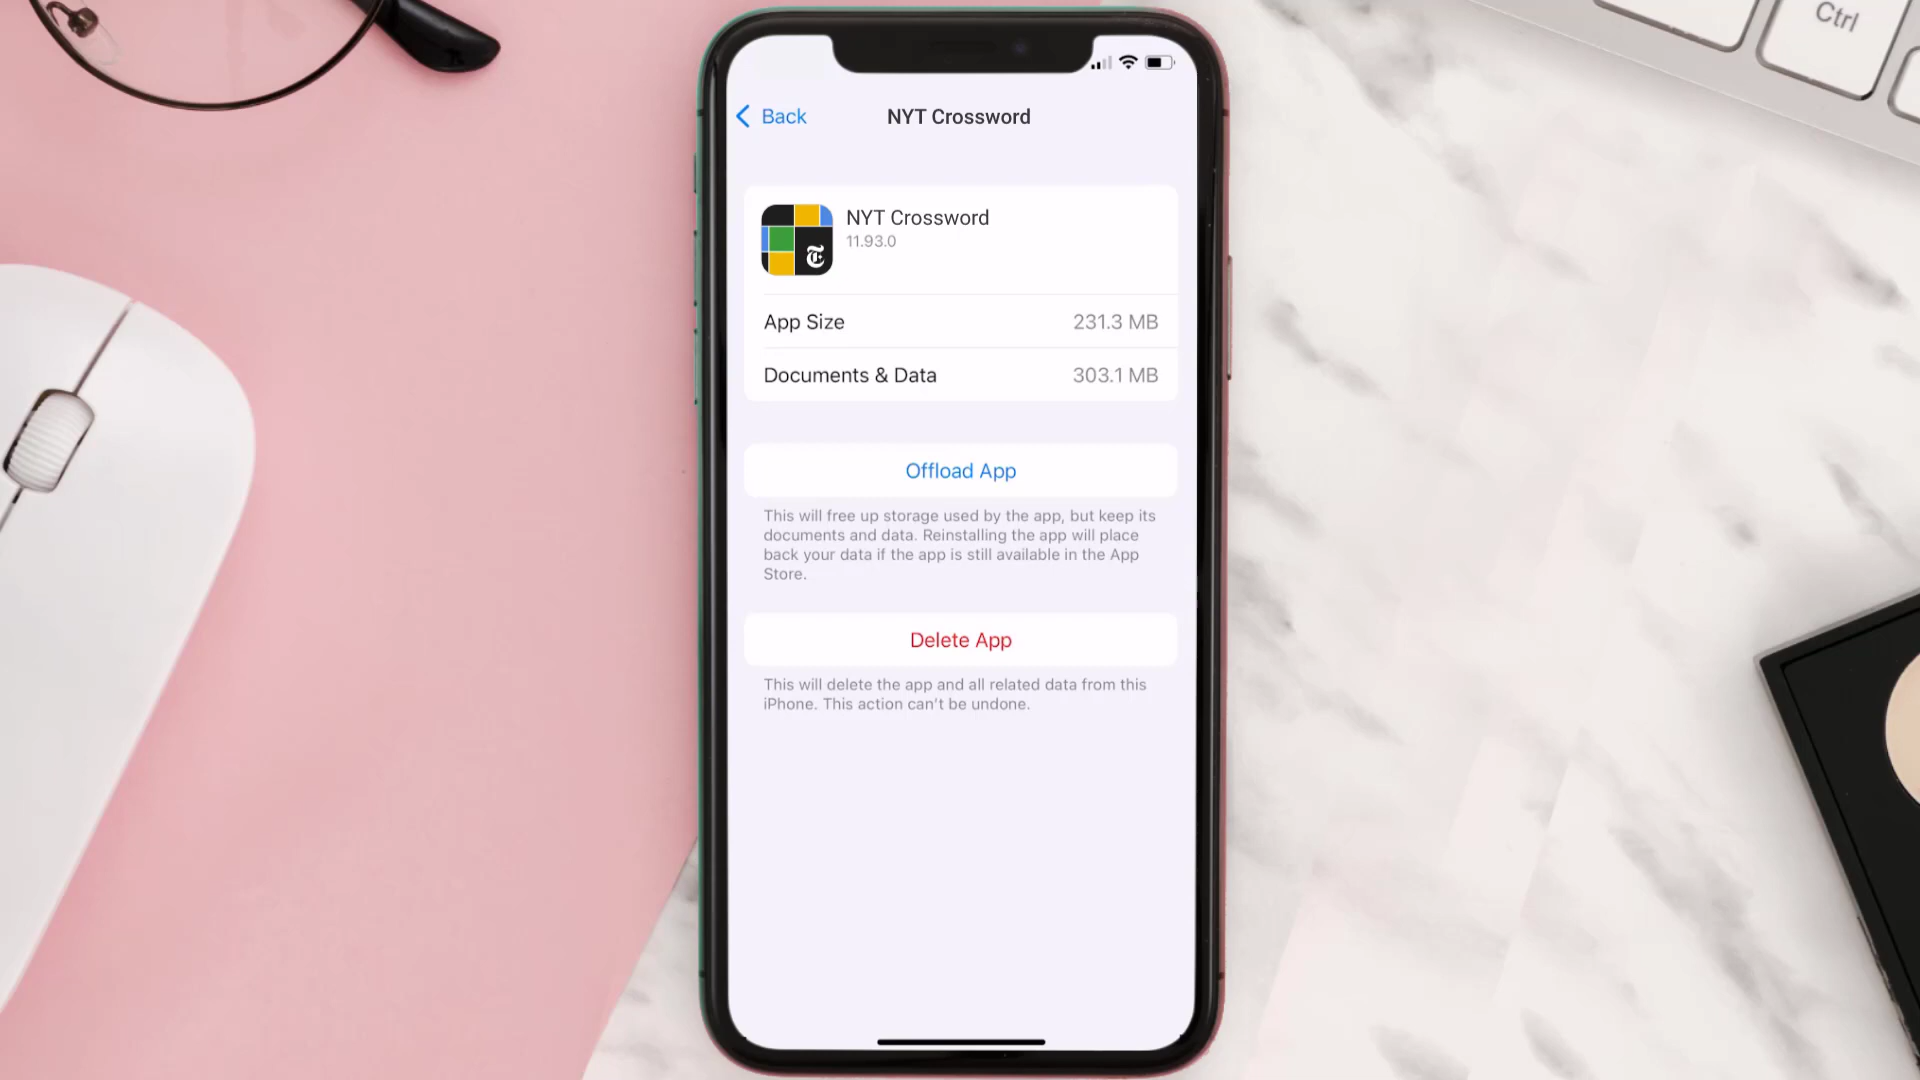 Ctrl
Back
NYT Crossword
NYT Crossword
11.93.0
App Size 231.3 MB
Documents & Data 303.1 MB
Offload App
This will free up storage used by the app, but keep its
documents and data. Reinstalling the app will place
back your data if the app is still available in the App
Store.
Delete App
This will delete the app and all related data from this
iPhone. This action can't be undone.